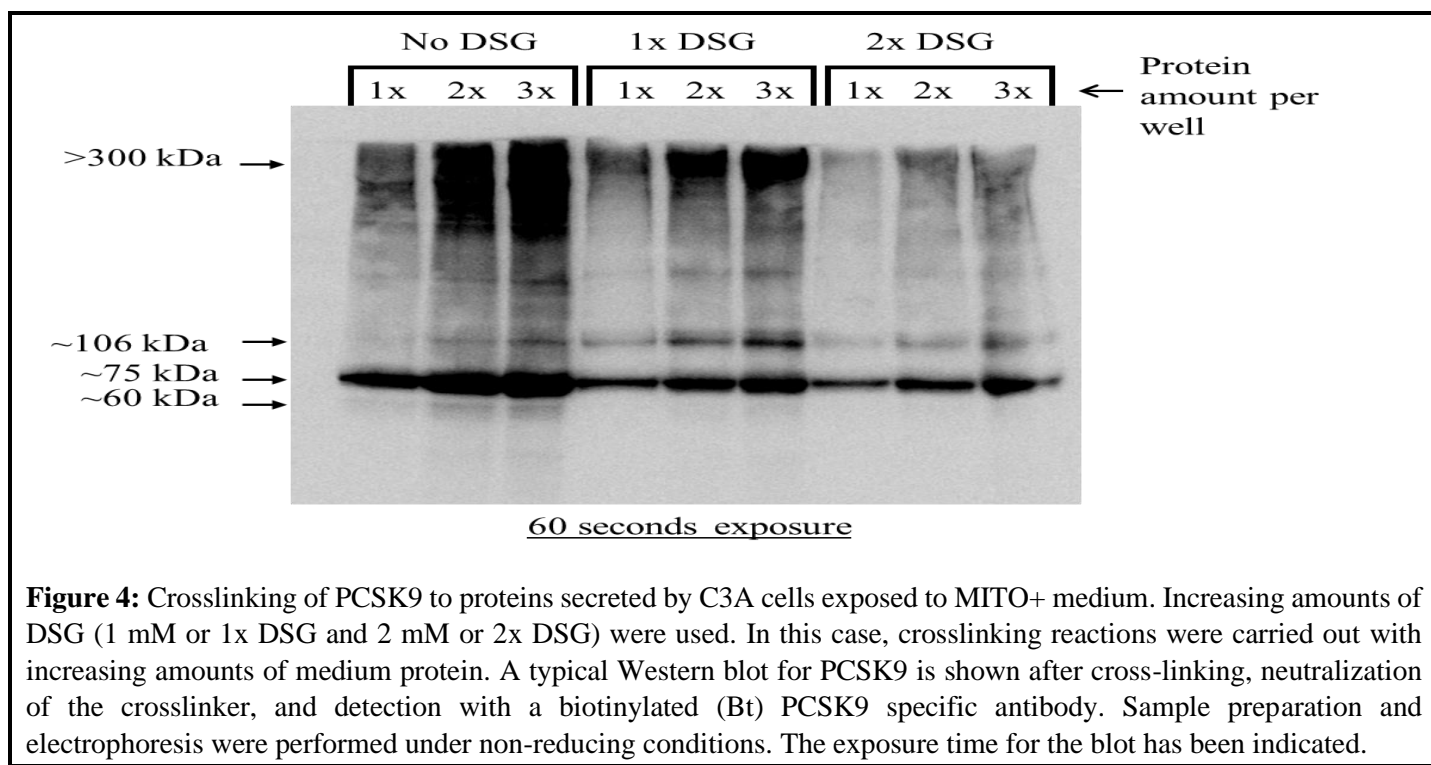 No DSG 1x DSG 2x DSG
1x 2x 3x 1x 2x 3x 1x 2x 3x
Protein
amount per
well
>300 kDa
~106 kDa
~75 kDa
~60 kDa
60 seconds exposure
Figure 4: Crosslinking of PCSK9 to proteins secreted by C3A cells exposed to MITO+ medium. Increasing amounts of
DSG (1 mM or 1x DSG and 2 mM or 2x DSG) were used. In this case, crosslinking reactions were carried out with
increasing amounts of medium protein. A typical Western blot for PCSK9 is shown after cross-linking, neutralization
of the crosslinker, and detection with a biotinylated (Bt) PCSK9 specific antibody. Sample preparation and
electrophoresis were performed under non-reducing conditions. The exposure time for the blot has been indicated.